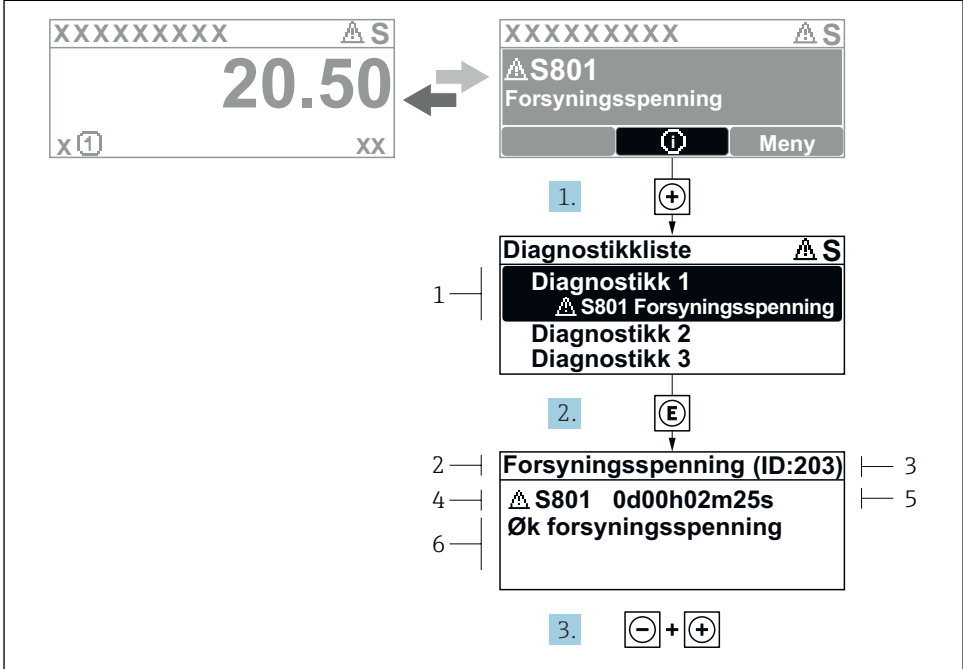 XXXXXXXXX ⚠ S
20.50
X 1 XX
XXXXXXXXX ⚠ S
⚠ S801
Forsyningsspenning
i Meny
1. +
Diagnostikkliste ⚠ S
1 Diagnostikk 1
⚠ S801 Forsyningsspenning
Diagnostikk 2
Diagnostikk 3
2. E
2 Forsyningsspenning (ID:203) 3
4 ⚠ S801 0d00h02m25s 5
6 Øk forsyningsspenning
3. - + +